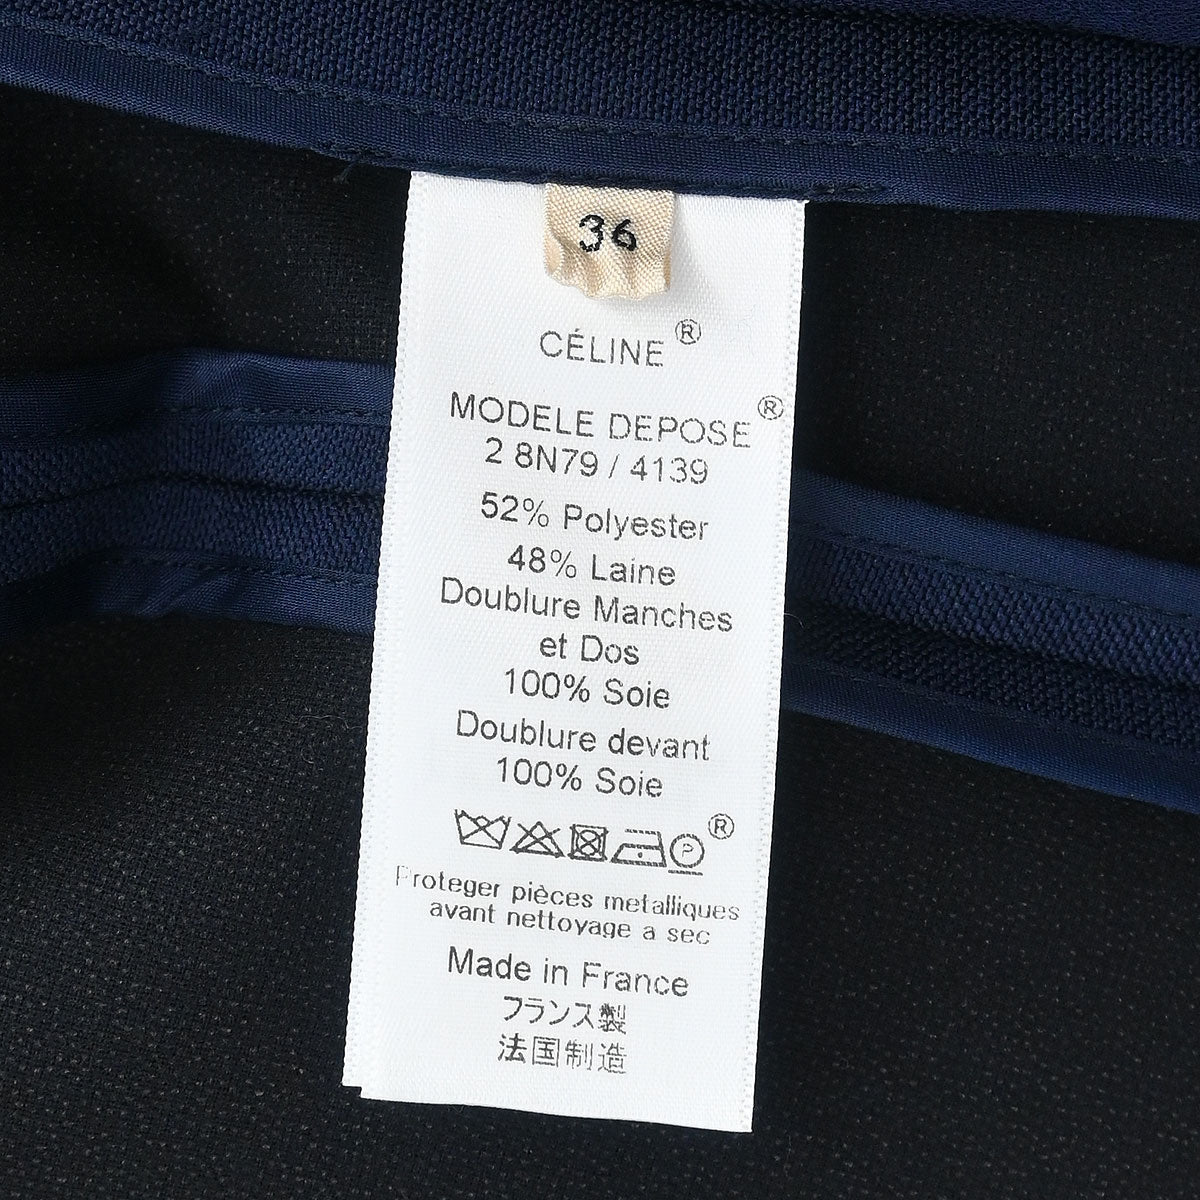 36
CÉLINE ®
MODELE DEPOSE ®
2 8N79 / 4139
52% Polyester
48% Laine
Doublure Manches
et Dos
100% Soie
Doublure devant
100% Soie
P ®
Proteger pièces metalliques
avant nettoyage a sec
Made in France
フランス製
法国制造